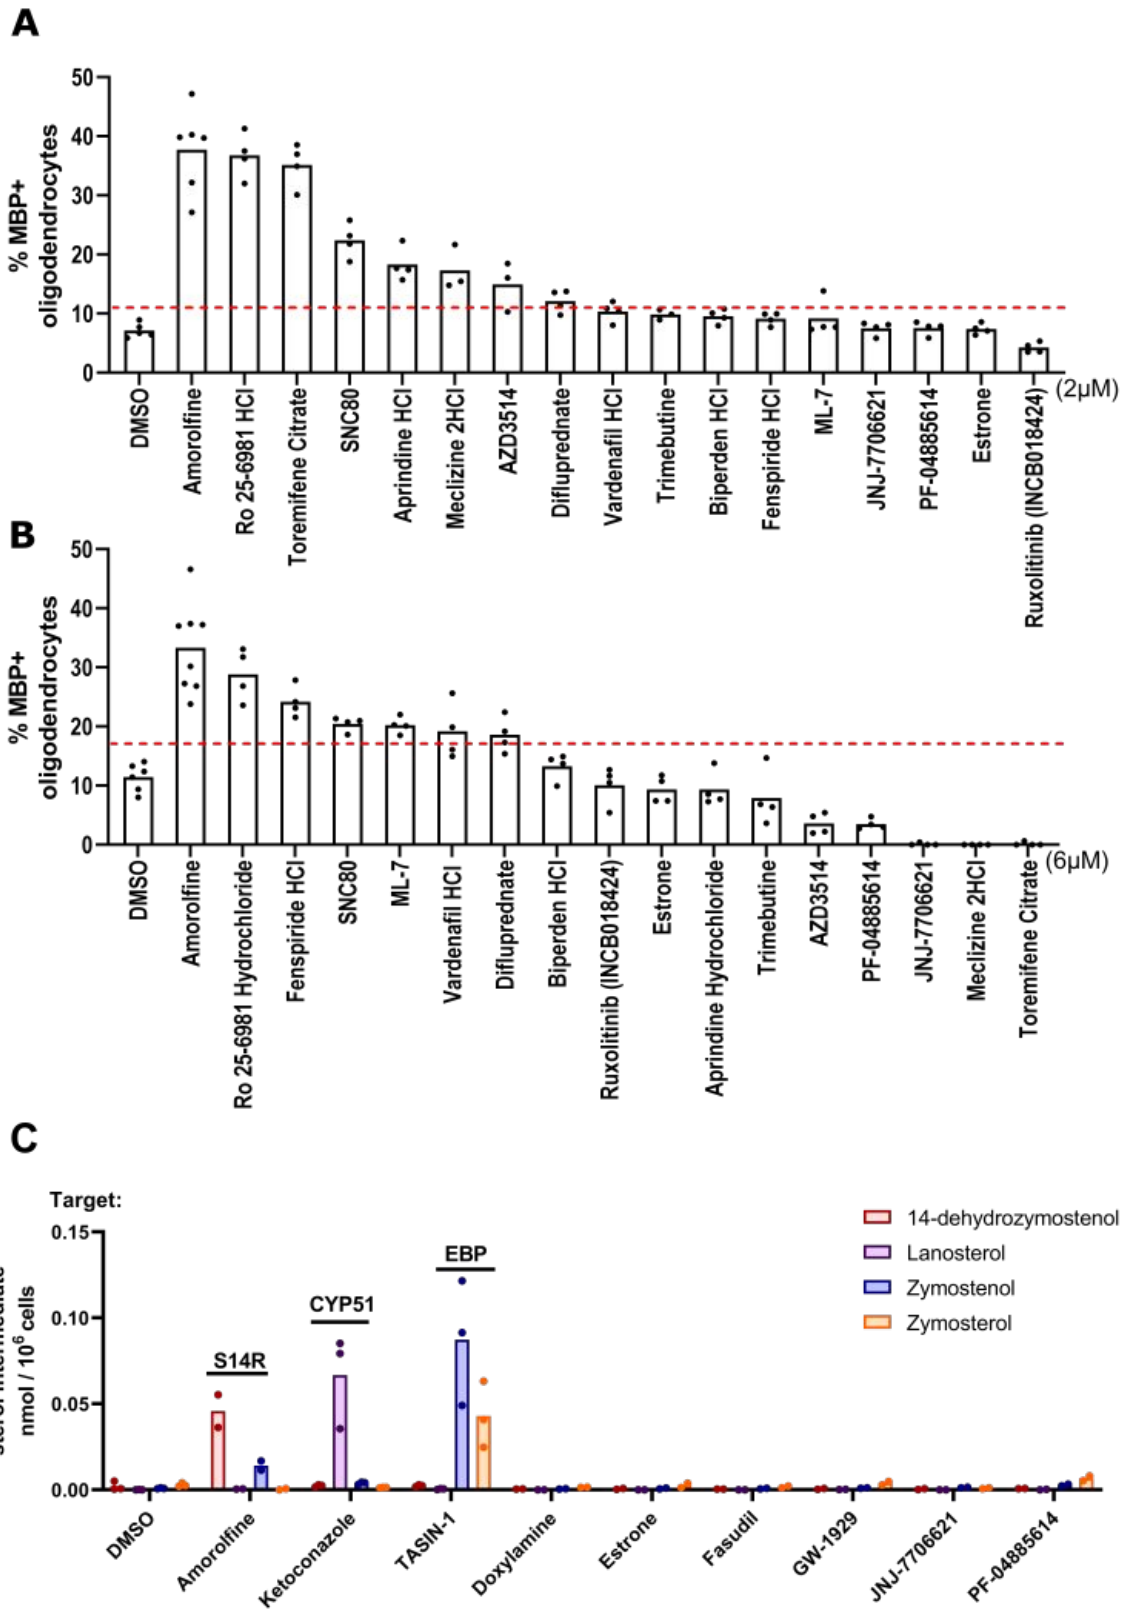 A
% MBP+
oligodendrocytes
50
40
30
20
10
0
DMSO
Amorolfine
Ro 25-6981 HCl
Toremifene Citrate
SNC80
Aprindine HCl
Meclizine 2HCl
AZD3514
Difluprednate
Vardenafil HCl
Trimebutine
Biperden HCl
Fenspiride HCl
ML-7
JNJ-7706621
PF-04885614
Estrone
Ruxolitinib (INCB018424)
(2μM)
B
% MBP+
oligodendrocytes
50
40
30
20
10
0
DMSO
Amorolfine
Ro 25-6981 Hydrochloride
Fenspiride HCl
SNC80
ML-7
Vardenafil HCl
Difluprednate
Biperden HCl
Ruxolitinib (INCB018424)
Estrone
Aprindine Hydrochloride
Trimebutine
AZD3514
PF-04885614
JNJ-7706621
Meclizine 2HCl
Toremifene Citrate
(6μM)
C
Target:
nmol / 10⁶ cells
0.15
0.10
0.05
0.00
S14R
CYP51
EBP
14-dehydrozymostenol
Lanosterol
Zymostenol
Zymosterol
DMSO
Amorolfine
Ketoconazole
TASIN-1
Doxylamine
Estrone
Fasudil
GW-1929
JNJ-7706621
PF-04885614